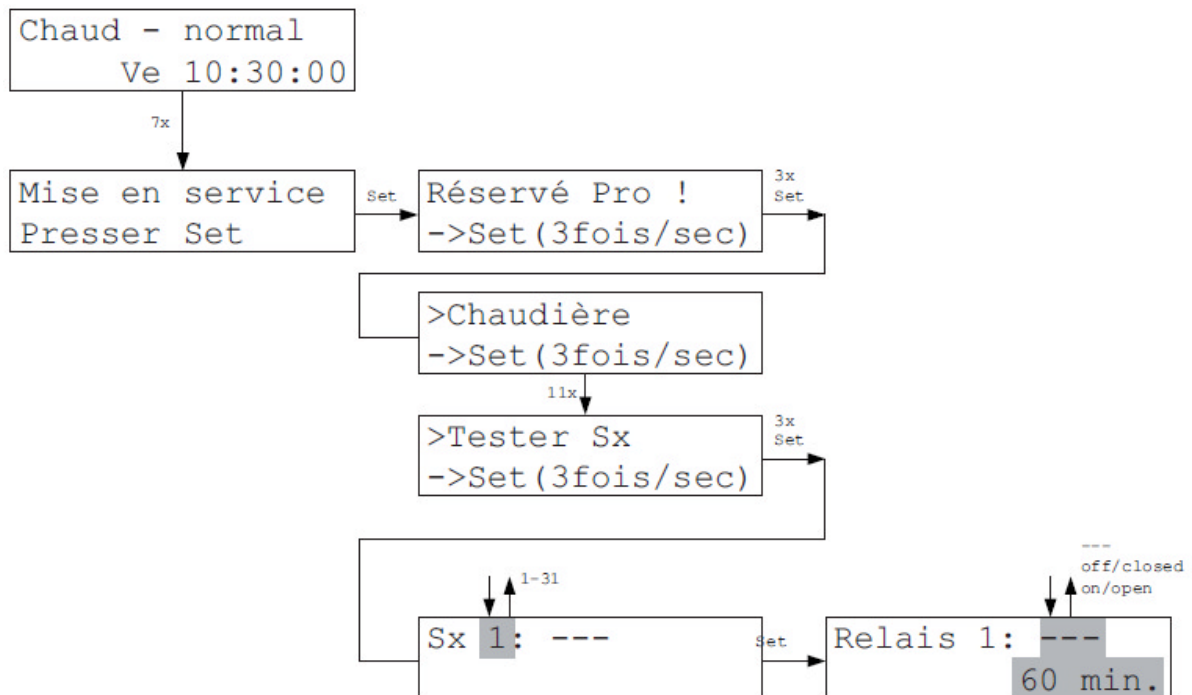 Chaud - normal
Ve 10:30:00
7x
Mise en service
Presser Set
Set
Réservé Pro !
->Set(3fois/sec)
3x
Set
>Chaudière
->Set(3fois/sec)
11x
>Tester Sx
->Set(3fois/sec)
3x
Set
1-31
Sx 1: ---
Set
---
off/closed
on/open
Relais 1: ---
60 min.